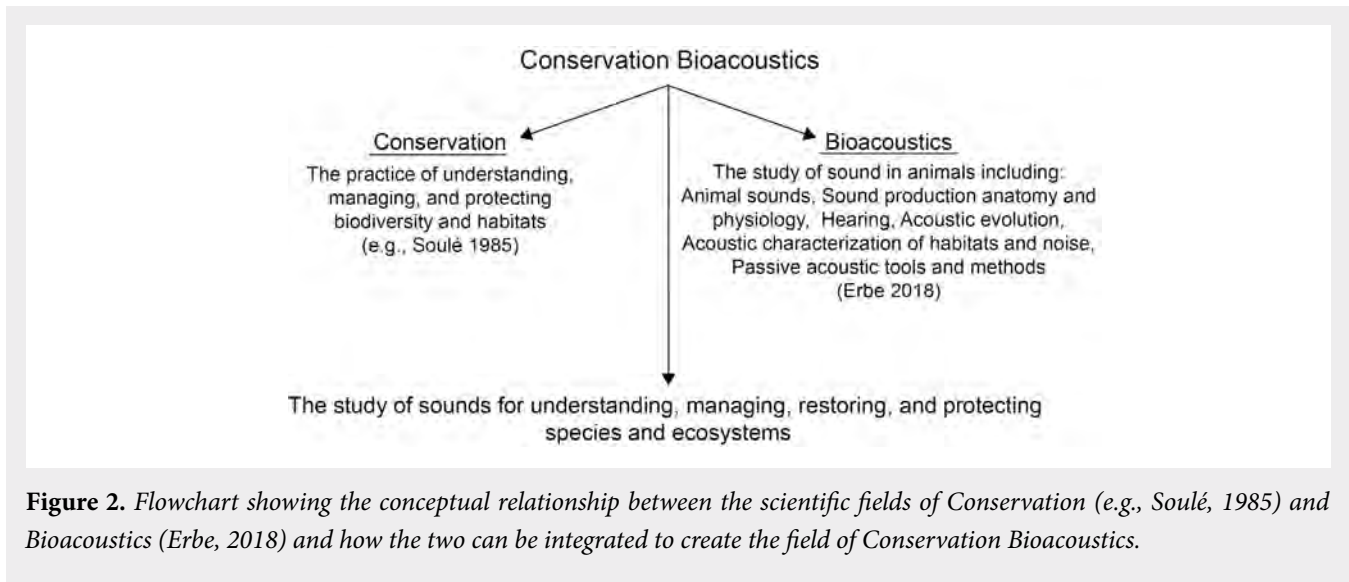 Conservation Bioacoustics
Conservation
The practice of understanding,
managing, and protecting
biodiversity and habitats
(e.g., Soulé 1985)
Bioacoustics
The study of sound in animals including:
Animal sounds, Sound production anatomy and
physiology, Hearing, Acoustic evolution,
Acoustic characterization of habitats and noise,
Passive acoustic tools and methods
(Erbe 2018)
The study of sounds for understanding, managing, restoring, and protecting
species and ecosystems
Figure 2. Flowchart showing the conceptual relationship between the scientific fields of Conservation (e.g., Soulé, 1985) and
Bioacoustics (Erbe, 2018) and how the two can be integrated to create the field of Conservation Bioacoustics.